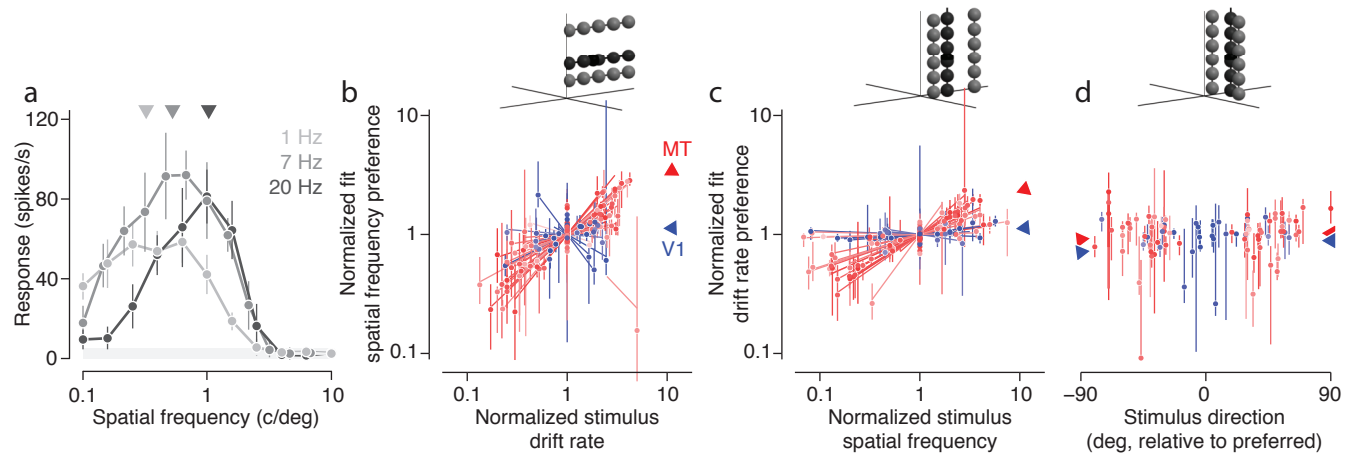 a
120
80
40
0
Response (spikes/s)
0.1
1
10
Spatial frequency (c/deg)
1 Hz
7 Hz
20 Hz
b
10
1
0.1
Normalized fit
spatial frequency preference
0.1
1
10
Normalized stimulus
drift rate
MT
V1
c
10
1
0.1
Normalized fit
drift rate preference
0.1
1
10
Normalized stimulus
spatial frequency
d
−90
0
90
Stimulus direction
(deg, relative to preferred)